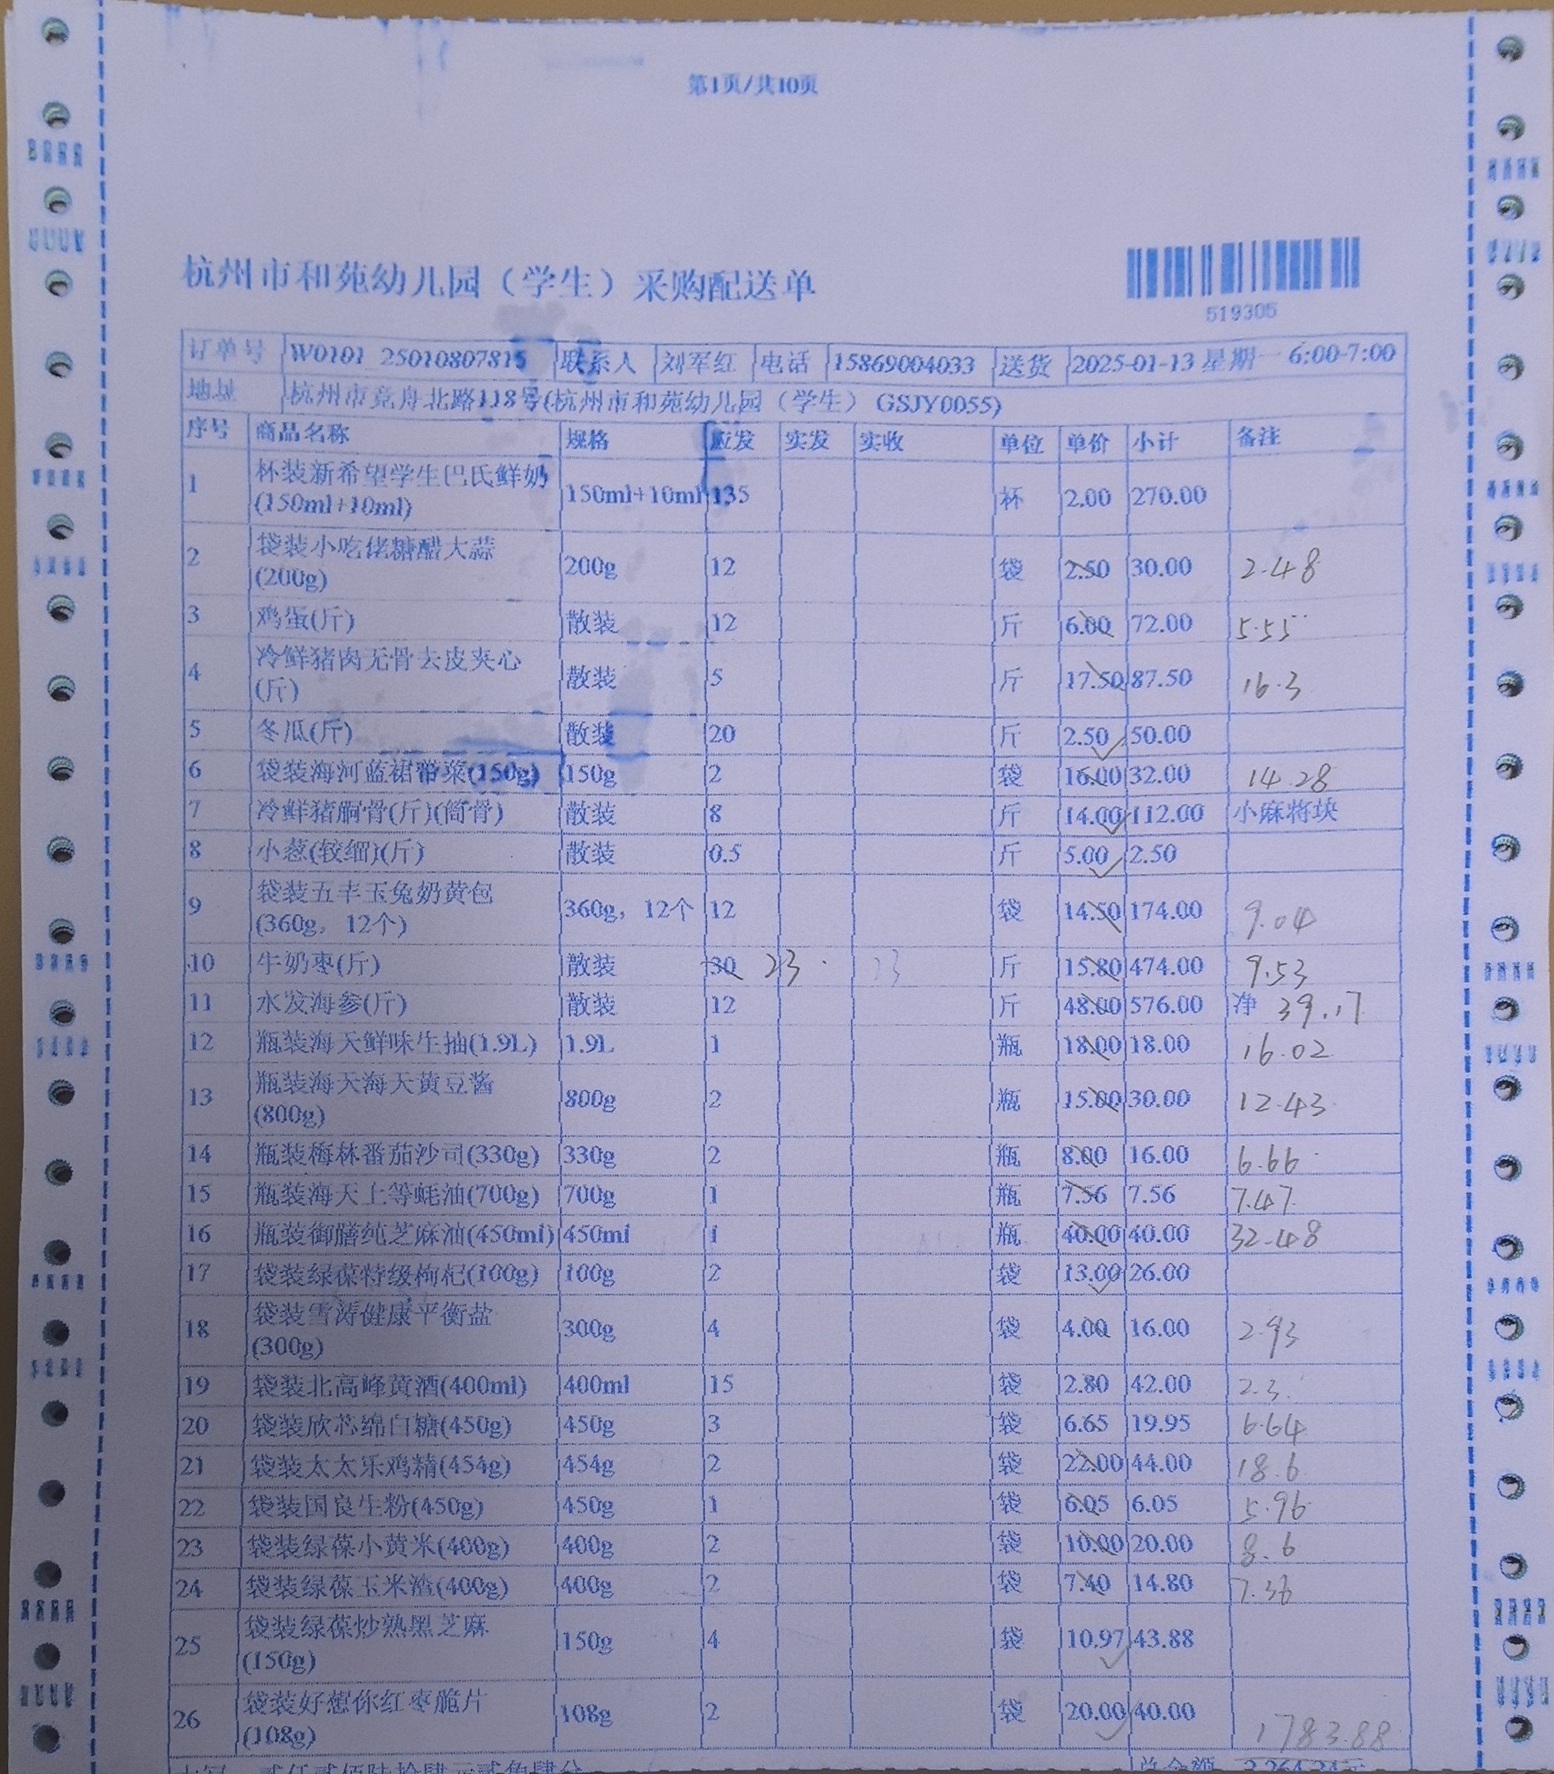 第1页/共10页
杭州市和苑幼儿园（学生）采购配送单
519305
订单号 W0101_25010807815 联系人 刘军红 电话 15869004033 送货 2025-01-13 星期一 6:00-7:00
地址 杭州市竞舟北路118号(杭州市和苑幼儿园（学生） GSJY0055)
序号 商品名称 规格 应发 实发 实收 单位 单价 小计 备注
1 杯装新希望学生巴氏鲜奶(150ml+10ml) 150ml+10ml 135 杯 2.00 270.00
2 袋装小吃佬糖醋大蒜(200g) 200g 12 袋 2.50 30.00 2.48
3 鸡蛋(斤) 散装 12 斤 6.00 72.00 5.55
4 冷鲜猪肉无骨去皮夹心(斤) 散装 5 斤 17.50 87.50 16.3
5 冬瓜(斤) 散装 20 斤 2.50 50.00
6 袋装海河蓝裙带菜(150g) 150g 2 袋 16.00 32.00 14.28
7 冷鲜猪胴骨(斤)(筒骨) 散装 8 斤 14.00 112.00 小麻将块
8 小葱(较细)(斤) 散装 0.5 斤 5.00 2.50
9 袋装五丰玉兔奶黄包(360g，12个) 360g，12个 12 袋 14.50 174.00 9.04
10 牛奶枣(斤) 散装 30 23 23 斤 15.80 474.00 9.53
11 水发海参(斤) 散装 12 斤 48.00 576.00 净 39.17
12 瓶装海天鲜味生抽(1.9L) 1.9L 1 瓶 18.00 18.00 16.02
13 瓶装海天海天黄豆酱(800g) 800g 2 瓶 15.00 30.00 12.43
14 瓶装梅林番茄沙司(330g) 330g 2 瓶 8.00 16.00 6.66
15 瓶装海天上等蚝油(700g) 700g 1 瓶 7.56 7.56 7.47
16 瓶装御膳纯芝麻油(450ml) 450ml 1 瓶 40.00 40.00 32.48
17 袋装绿葆特级枸杞(100g) 100g 2 袋 13.00 26.00
18 袋装雪涛健康平衡盐(300g) 300g 4 袋 4.00 16.00 2.93
19 袋装北高峰黄酒(400ml) 400ml 15 袋 2.80 42.00 2.3
20 袋装欣芯绵白糖(450g) 450g 3 袋 6.65 19.95 6.64
21 袋装太太乐鸡精(454g) 454g 2 袋 22.00 44.00 18.6
22 袋装国良生粉(450g) 450g 1 袋 6.05 6.05 5.96
23 袋装绿葆小黄米(400g) 400g 2 袋 10.00 20.00 8.6
24 袋装绿葆玉米渣(400g) 400g 2 袋 7.40 14.80 7.36
25 袋装绿葆炒熟黑芝麻(150g) 150g 4 袋 10.97 43.88
26 袋装好想你红枣脆片(108g) 108g 2 袋 20.00 40.00 1783.88
大写 贰仟贰佰陆拾肆元贰角肆分 总金额 2,264.24元